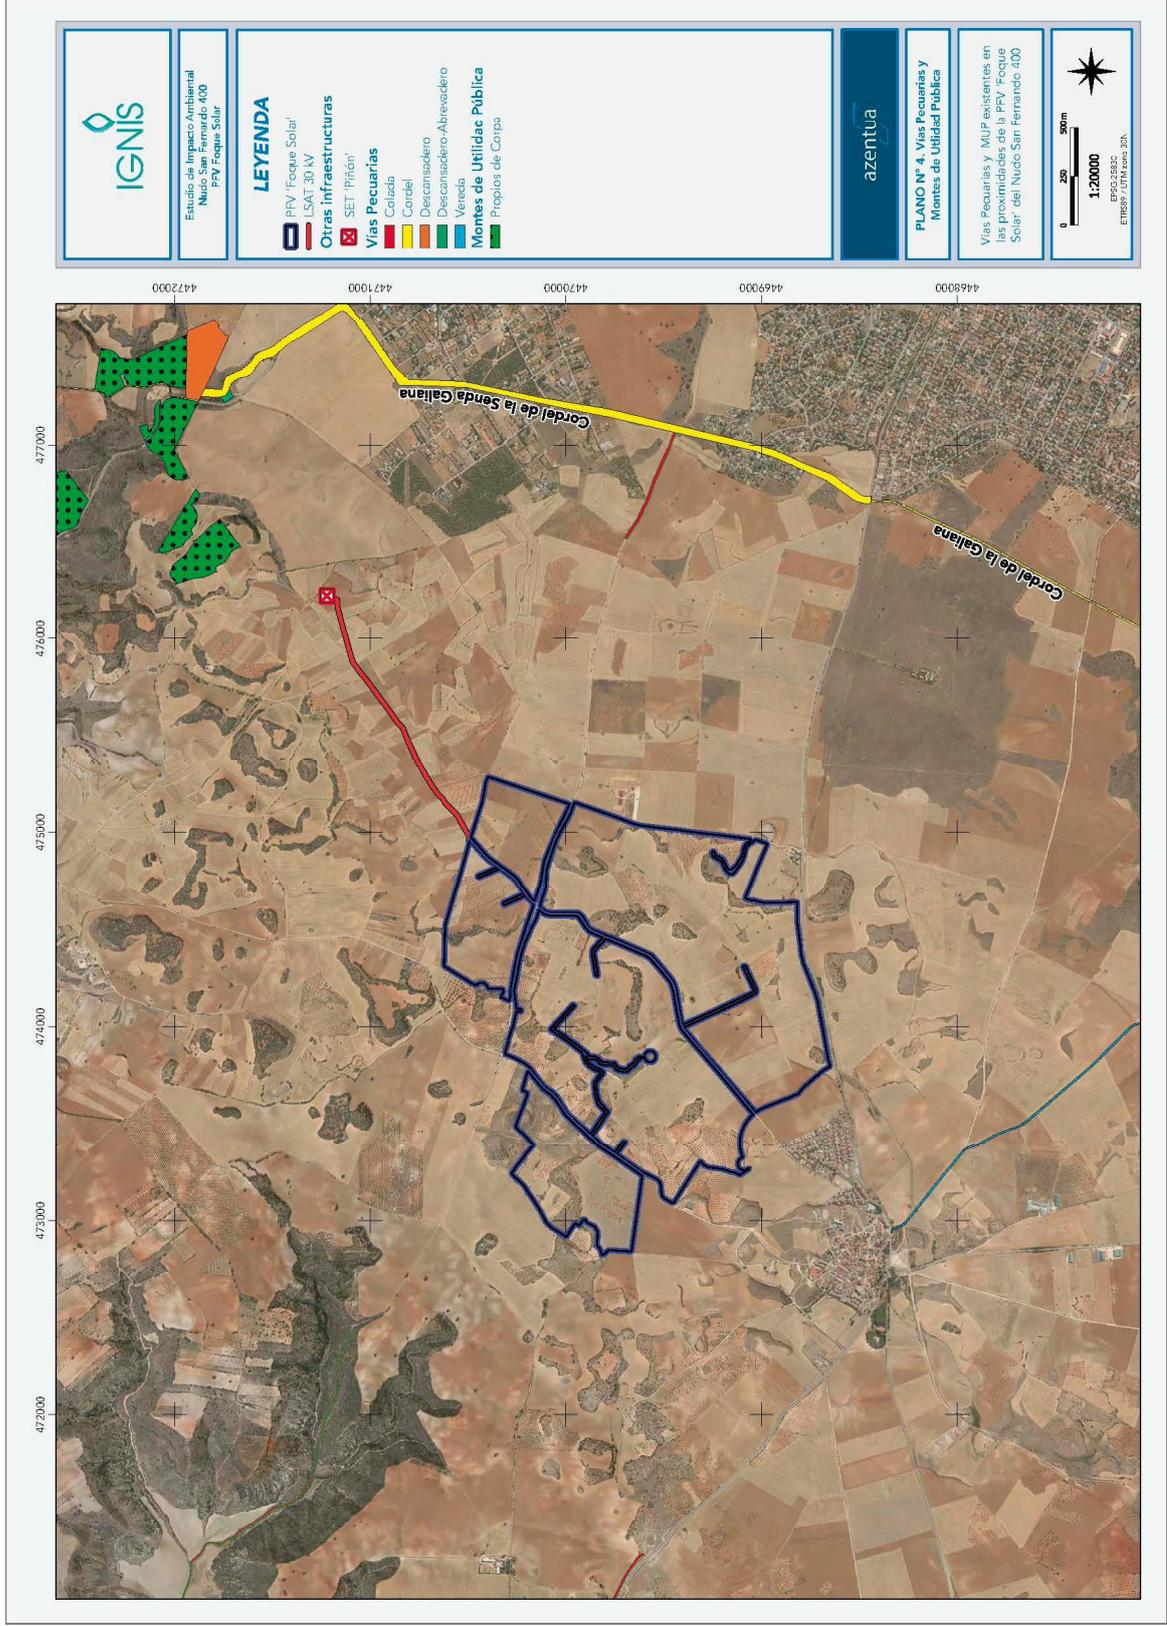 IGNIS
Estudio de Impacto Ambiental
Nudo San Fernando 400
PFV Foque Solar
LEYENDA
PFV 'Foque Solar'
LSAT 30 kV
Otras infraestructuras
SET 'Piñón'
Vías Pecuarias
Colada
Cordel
Descansadero
Descansadero-Abrevadero
Vereda
Montes de Utilidac Pública
Propios de Corpa
azentua
PLANO Nº 4. Vías Pecuarias y
Montes de Utilidad Pública
Vías Pecuarias y MUP existentes en
las proximidades de la PFV 'Foque
Solar' del Nudo San Fernando 400
0 250 500m
1:20000
EPSG:25830
ETRS89 / UTM zona 30N
4472000
4471000
4470000
4469000
4468000
477000
476000
475000
474000
473000
472000
Cordel de la Senda Galiana
Cordel de la Galiana